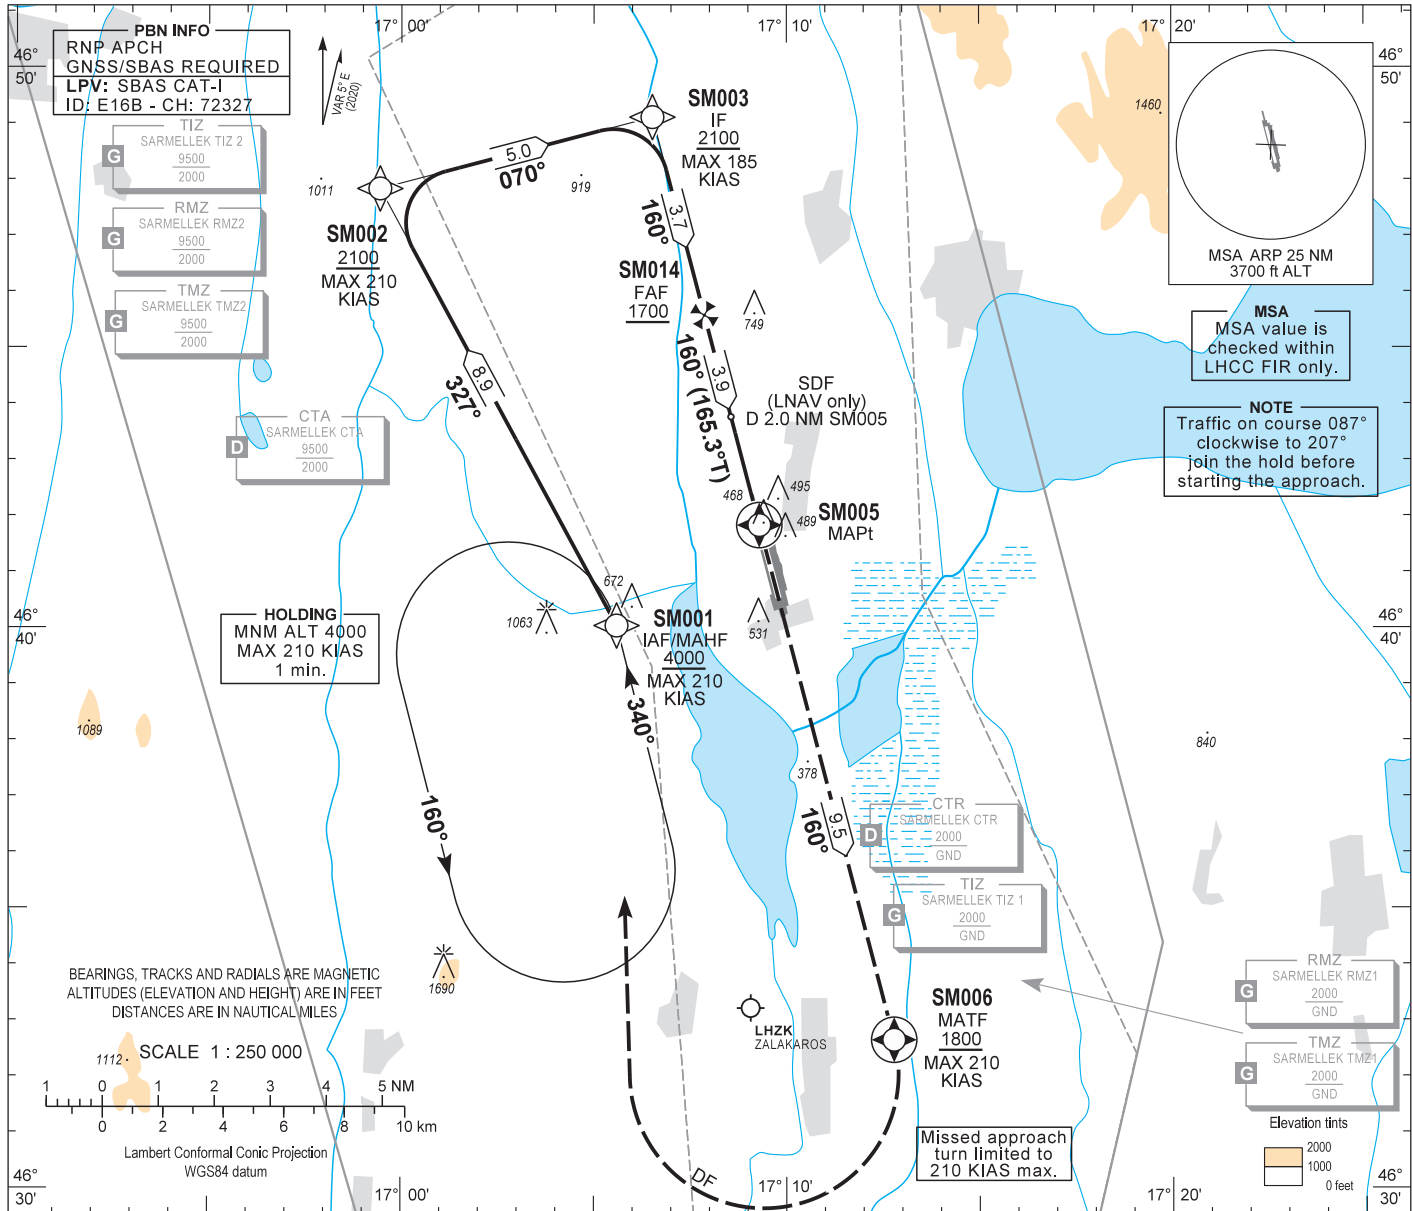 17° 00'
17° 10'
17° 20'
46°
50'
46°
50'
PBN INFO
RNP APCH
GNSS/SBAS REQUIRED
LPV: SBAS CAT-I
ID: E16B - CH: 72327
VAR 5° E
(2020)
TIZ
SARMELLEK TIZ 2
9500
2000
G
RMZ
SARMELLEK RMZ2
9500
2000
G
TMZ
SARMELLEK TMZ2
9500
2000
G
CTA
SARMELLEK CTA
9500
2000
D
1011
919
SM002
2100
MAX 210
KIAS
5.0
070°
SM003
IF
2100
MAX 185
KIAS
3.7
160°
SM014
FAF
1700
749
1460
MSA ARP 25 NM
3700 ft ALT
MSA
MSA value is
checked within
LHCC FIR only.
NOTE
Traffic on course 087°
clockwise to 207°
join the hold before
starting the approach.
8.9
327°
3.9
160° (165.3°T)
SDF
(LNAV only)
D 2.0 NM SM005
468
495
489
SM005
MAPt
672
1063
531
HOLDING
MNM ALT 4000
MAX 210 KIAS
1 min.
SM001
IAF/MAHF
4000
MAX 210
KIAS
46°
40'
46°
40'
340°
160°
1089
840
378
9.5
160°
CTR
SARMELLEK CTR
2000
GND
D
TIZ
SARMELLEK TIZ 1
2000
GND
G
RMZ
SARMELLEK RMZ1
2000
GND
G
TMZ
SARMELLEK TMZ1
2000
GND
G
1690
BEARINGS, TRACKS AND RADIALS ARE MAGNETIC
ALTITUDES (ELEVATION AND HEIGHT) ARE IN FEET
DISTANCES ARE IN NAUTICAL MILES
1112
SCALE 1 : 250 000
1 0 1 2 3 4 5 NM
0 2 4 6 8 10 km
Lambert Conformal Conic Projection
WGS84 datum
LHZK
ZALAKAROS
SM006
MATF
1800
MAX 210
KIAS
Missed approach
turn limited to
210 KIAS max.
DF
Elevation tints
2000
1000
0 feet
46°
30'
46°
30'
17° 00'
17° 10'
17° 20'